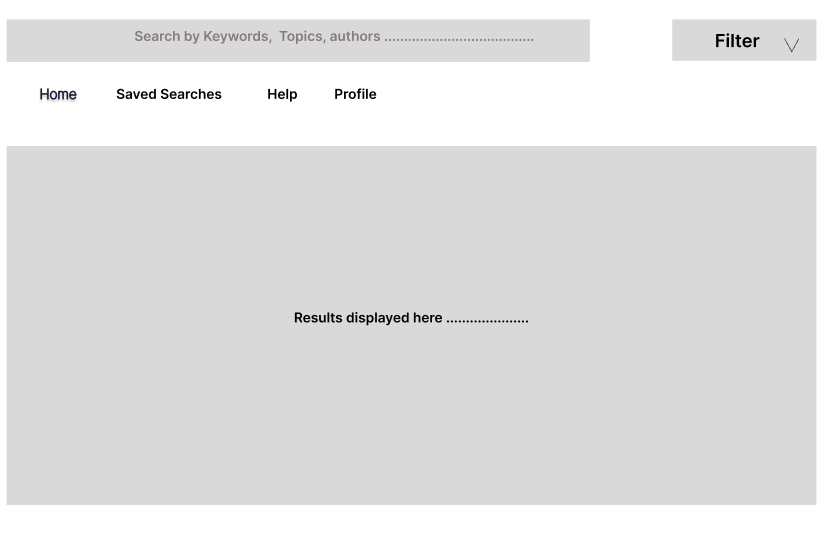 Search by Keywords, Topics, authors ......................................
Filter
Home Saved Searches Help Profile
Results displayed here .....................